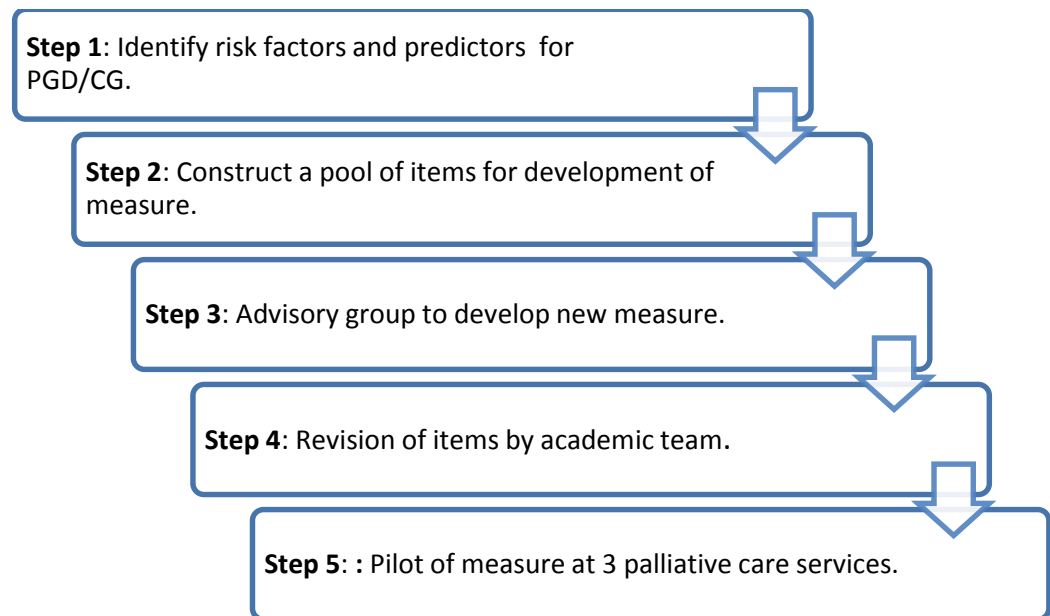 Step 1: Identify risk factors and predictors for
PGD/CG.
Step 2: Construct a pool of items for development of
measure.
Step 3: Advisory group to develop new measure.
Step 4: Revision of items by academic team.
Step 5: : Pilot of measure at 3 palliative care services.